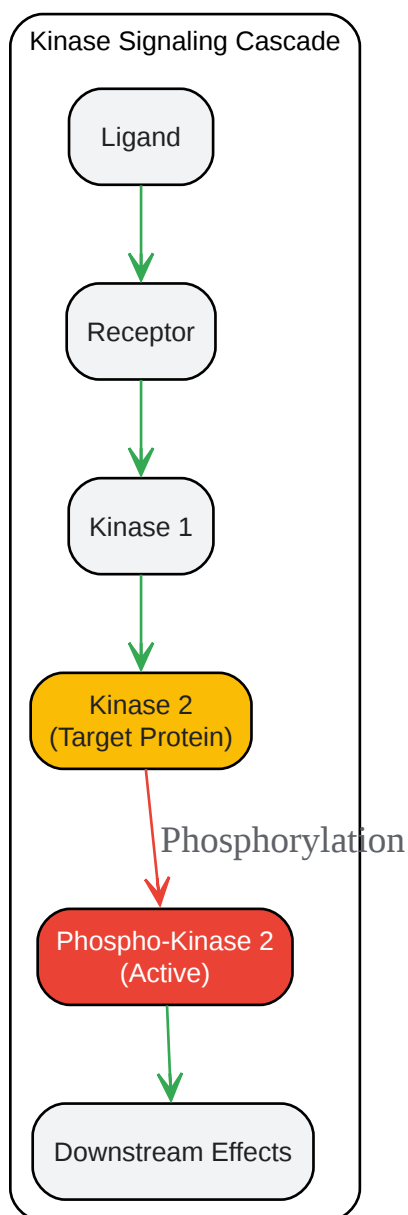 Kinase Signaling Cascade
Ligand
Receptor
Kinase 1
Kinase 2
(Target Protein)
Phosphorylation
Phospho-Kinase 2
(Active)
Downstream Effects